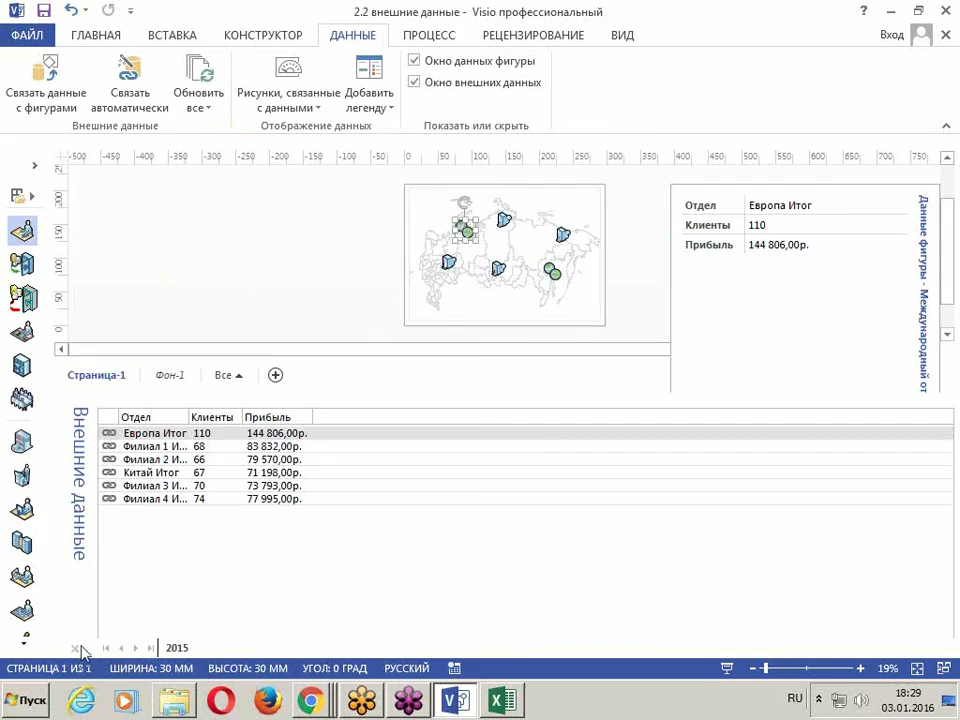 2.2 внешние данные - Visio профессиональный
ФАЙЛ ГЛАВНАЯ ВСТАВКА КОНСТРУКТОР ДАННЫЕ ПРОЦЕСС РЕЦЕНЗИРОВАНИЕ ВИД Вход
Связать данные с фигурами
Связать автоматически
Обновить все
Рисунки, связанные с данными
Добавить легенду
Окно данных фигуры
Окно внешних данных
Внешние данные Отображение данных Показать или скрыть
-500 -450 -400 -350 -300 -250 -200 -150 -100 -50 0 50 100 150 200 250 300 400 450 500 550 600 650 700 750
200
150
100
50
0
Отдел Европа Итог
Клиенты 110
Прибыль 144 806,00р.
Данные фигуры - Международный от
Страница-1 Фон-1 Все
Внешние данные
Отдел Клиенты Прибыль
Европа Итог 110 144 806,00р.
Филиал 1 И... 68 83 832,00р.
Филиал 2 И... 66 79 570,00р.
Китай Итог 67 71 198,00р.
Филиал 3 И... 70 73 793,00р.
Филиал 4 И... 74 77 995,00р.
2015
СТРАНИЦА 1 ИЗ 1 ШИРИНА: 30 ММ ВЫСОТА: 30 ММ УГОЛ: 0 ГРАД РУССКИЙ 19%
Пуск RU 18:29
03.01.2016